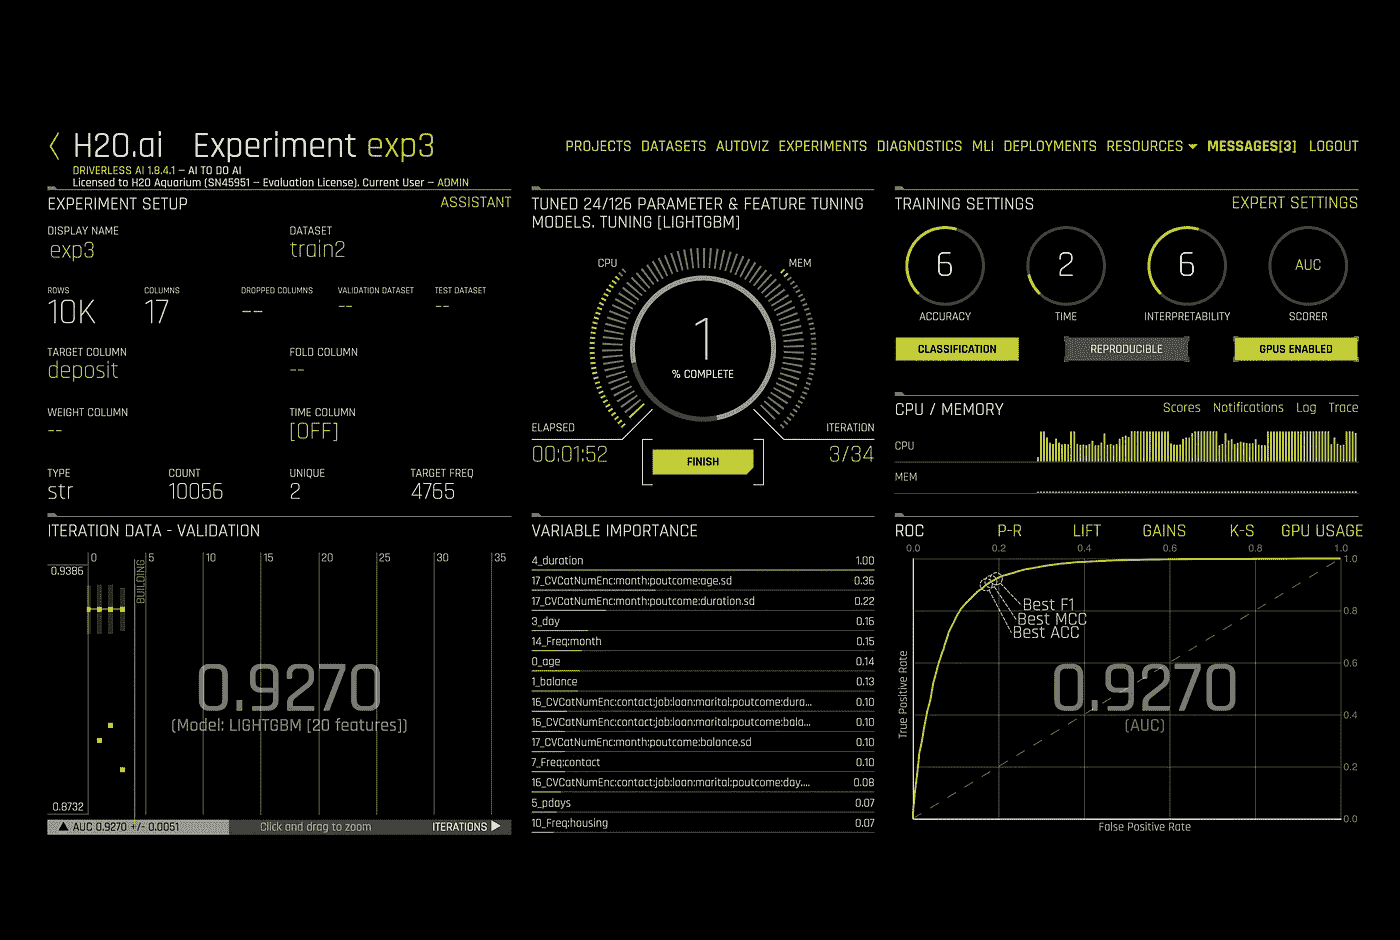 H2O.ai Experiment exp3
DRIVERLESS AI 1.8.4.1 – AI TO DO AI
Licensed to H2O Aquarium (SN45951 – Evaluation License). Current User – ADMIN
PROJECTS DATASETS AUTOVIZ EXPERIMENTS DIAGNOSTICS MLI DEPLOYMENTS RESOURCES MESSAGES[3] LOGOUT
EXPERIMENT SETUP ASSISTANT
DISPLAY NAME DATASET
exp3 train2
ROWS COLUMNS DROPPED COLUMNS VALIDATION DATASET TEST DATASET
10K 17 -- -- --
TARGET COLUMN FOLD COLUMN
deposit --
WEIGHT COLUMN TIME COLUMN
-- [OFF]
TYPE COUNT UNIQUE TARGET FREQ
str 10056 2 4765
TUNED 24/126 PARAMETER & FEATURE TUNING
MODELS. TUNING [LIGHTGBM]
CPU MEM
1
% COMPLETE
ELAPSED ITERATION
00:01:52 3/34
FINISH
TRAINING SETTINGS EXPERT SETTINGS
6 2 6 AUC
ACCURACY TIME INTERPRETABILITY SCORER
CLASSIFICATION REPRODUCIBLE GPUS ENABLED
CPU / MEMORY Scores Notifications Log Trace
CPU
MEM
ITERATION DATA - VALIDATION
0 5 10 15 20 25 30 35
0.9386
BUILDING
0.9270
(Model: LIGHTGBM [20 features])
0.8732
AUC 0.9270 +/- 0.0051 Click and drag to zoom ITERATIONS
VARIABLE IMPORTANCE
4_duration 1.00
17_CVCatNumEnc:month:poutcome:age.sd 0.36
17_CVCatNumEnc:month:poutcome:duration.sd 0.22
3_day 0.16
14_Freq:month 0.15
0_age 0.14
1_balance 0.13
16_CVCatNumEnc:contact:job:loan:marital:poutcome:dura... 0.10
16_CVCatNumEnc:contact:job:loan:marital:poutcome:bala... 0.10
17_CVCatNumEnc:month:poutcome:balance.sd 0.10
7_Freq:contact 0.10
16_CVCatNumEnc:contact:job:loan:marital:poutcome:day.... 0.08
5_pdays 0.07
10_Freq:housing 0.07
ROC P-R LIFT GAINS K-S GPU USAGE
0.0 0.2 0.4 0.6 0.8 1.0
1.0
0.8
0.6
0.4
0.2
0.0
Best F1
Best MCC
Best ACC
0.9270
(AUC)
True Positive Rate
False Positive Rate